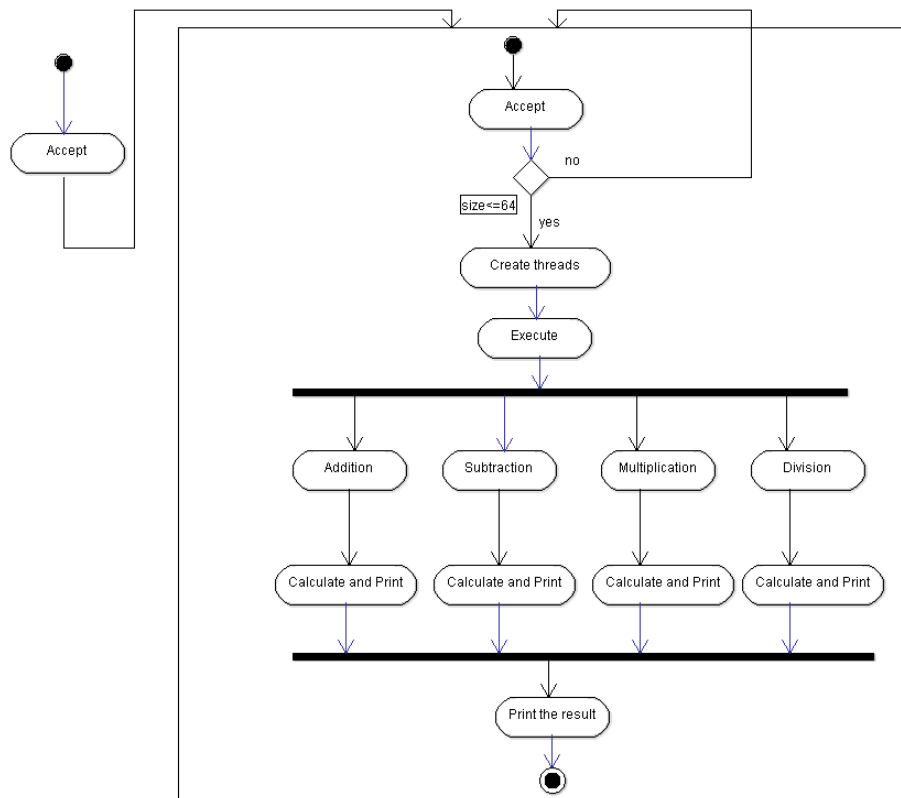 Accept
no
Accept
size<=64
yes
Create threads
Execute
Addition
Subtraction
Multiplication
Division
Calculate and Print
Calculate and Print
Calculate and Print
Calculate and Print
Print the result